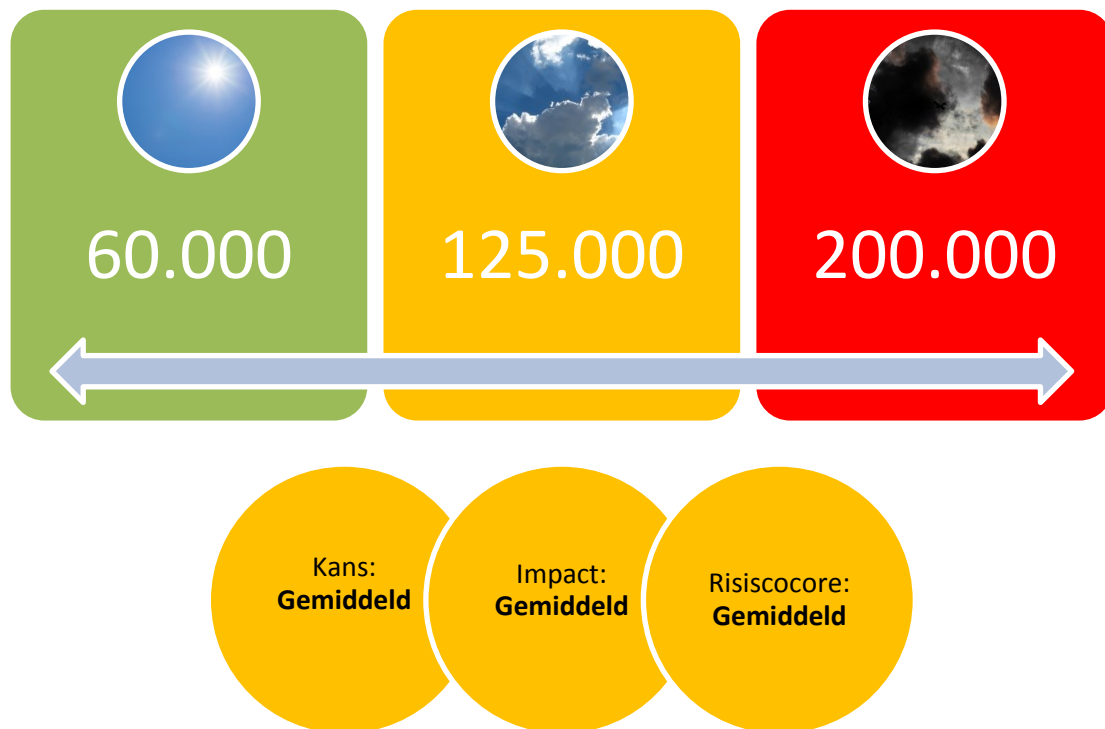 60.000
125.000
200.000
Kans:
Gemiddeld
Impact:
Gemiddeld
Risiscocore:
Gemiddeld